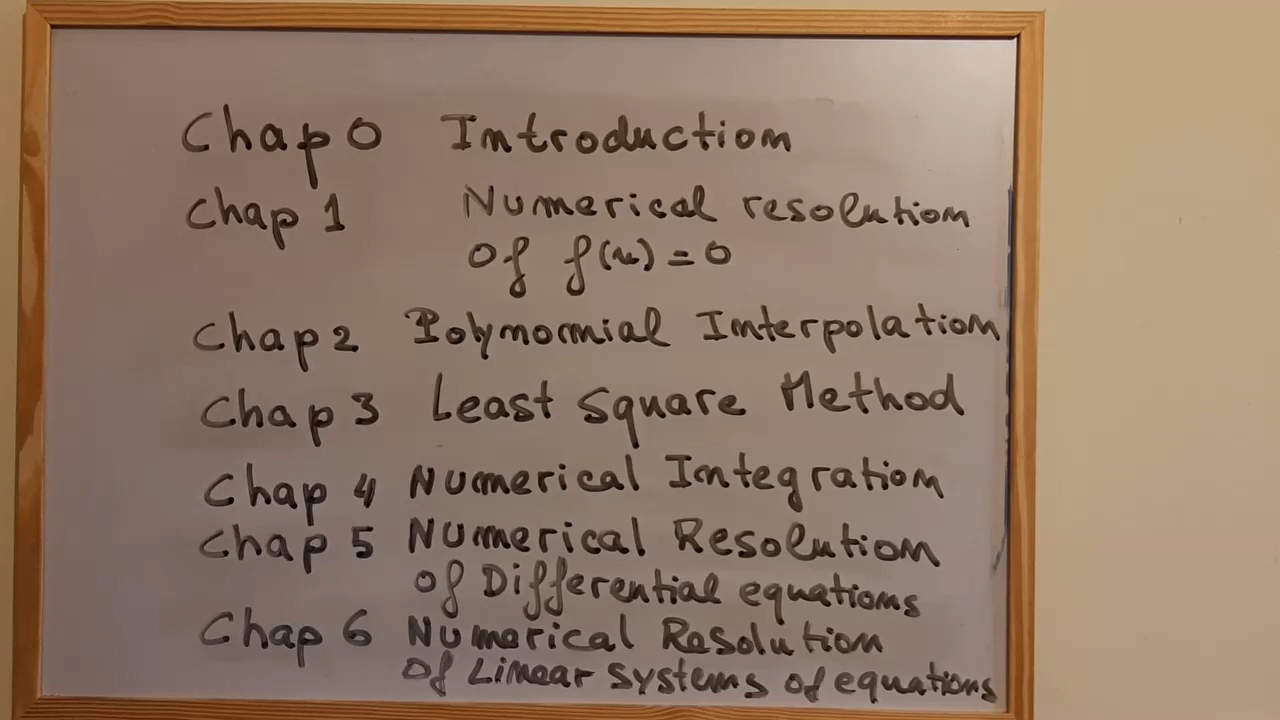 Chap 0 Introduction
Chap 1 Numerical resolution
Of f(x) = 0
Chap 2 Polynomial Interpolation
Chap 3 Least square Method
Chap 4 Numerical Integration
Chap 5 Numerical Resolution
of Differential equations
Chap 6 Numerical Resolution
Of Linear systems of equations